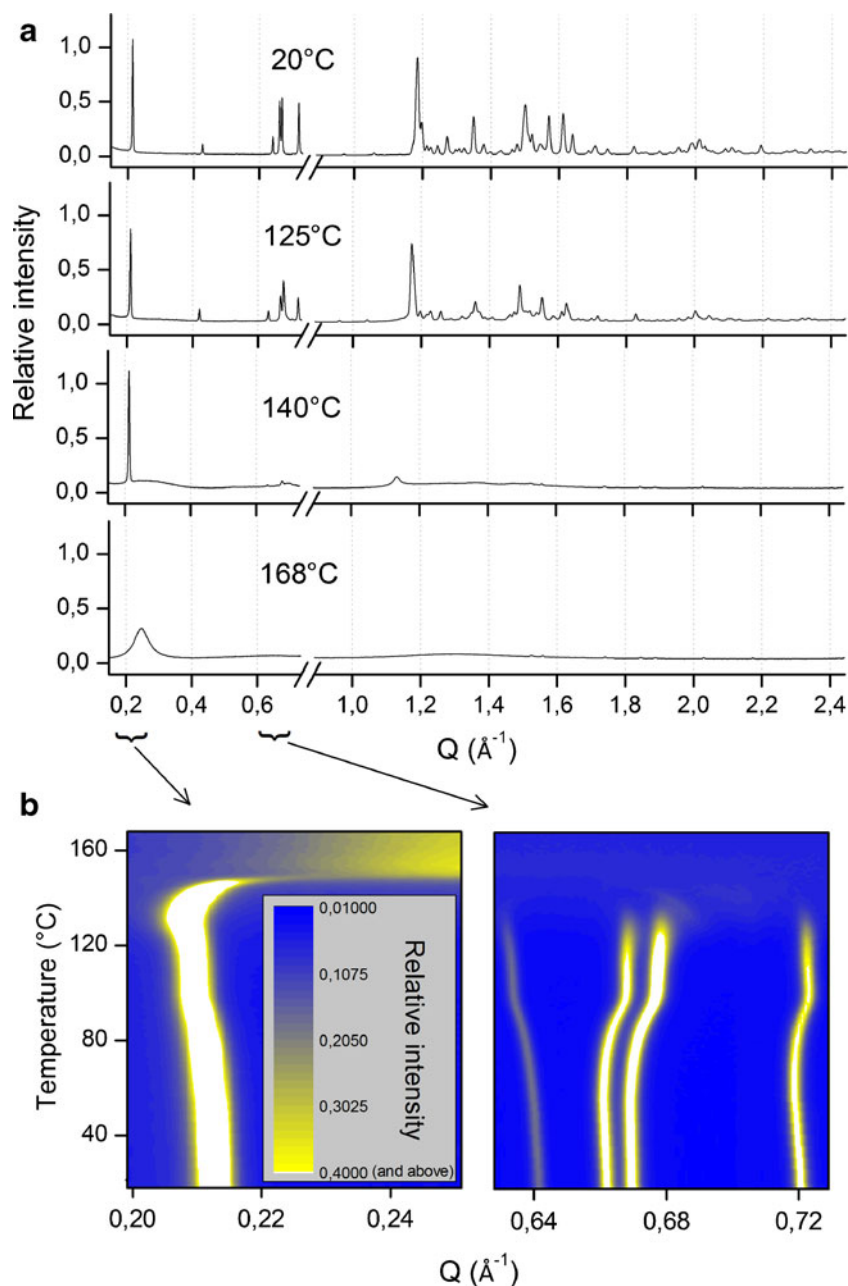 a
Relative intensity
1,0
0,5
0,0
20°C
1,0
0,5
0,0
125°C
1,0
0,5
0,0
140°C
1,0
0,5
0,0
168°C
0,2 0,4 0,6 1,0 1,2 1,4 1,6 1,8 2,0 2,2 2,4
Q (Å⁻¹)
b
Temperature (°C)
160
120
80
40
0,01000
0,1075
0,2050
0,3025
0,4000 (and above)
Relative intensity
0,20 0,22 0,24 0,64 0,68 0,72
Q (Å⁻¹)